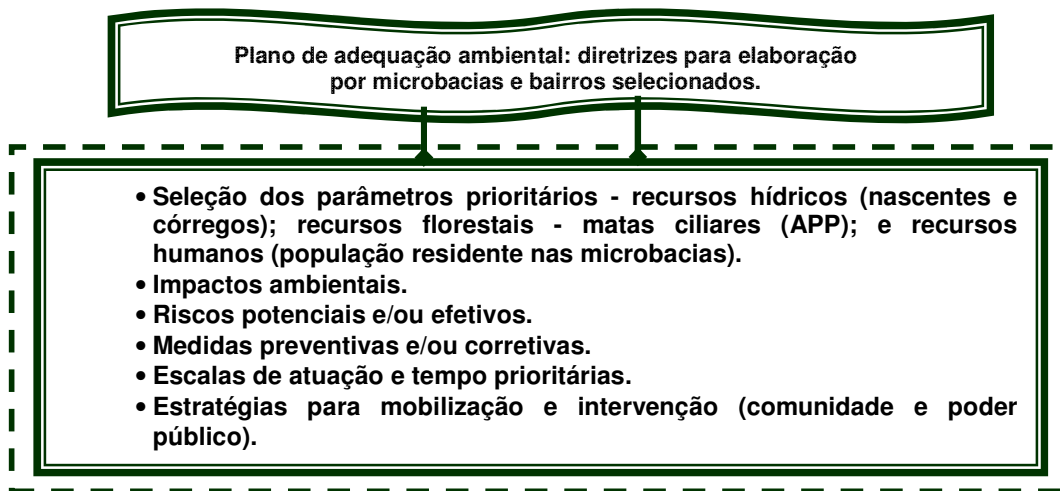 Plano de adequação ambiental: diretrizes para elaboração
por microbacias e bairros selecionados.
• Seleção dos parâmetros prioritários - recursos hídricos (nascentes e
córregos); recursos florestais - matas ciliares (APP); e recursos
humanos (população residente nas microbacias).
• Impactos ambientais.
• Riscos potenciais e/ou efetivos.
• Medidas preventivas e/ou corretivas.
• Escalas de atuação e tempo prioritárias.
• Estratégias para mobilização e intervenção (comunidade e poder
público).